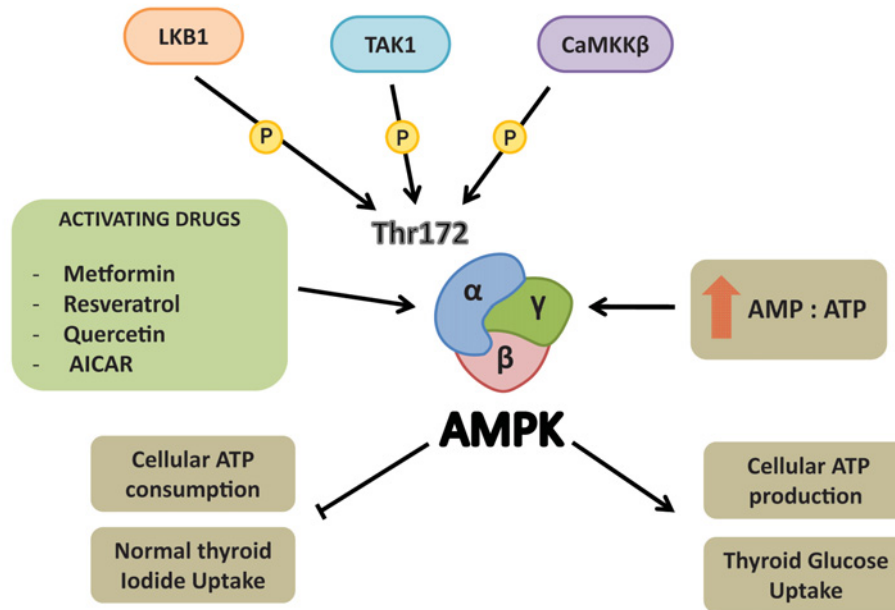 LKB1
TAK1
CaMKKβ
P
P
P
Thr172
ACTIVATING DRUGS
- Metformin
- Resveratrol
- Quercetin
- AICAR
α
γ
β
AMP : ATP
AMPK
Cellular ATP
consumption
Normal thyroid
Iodide Uptake
Cellular ATP
production
Thyroid Glucose
Uptake